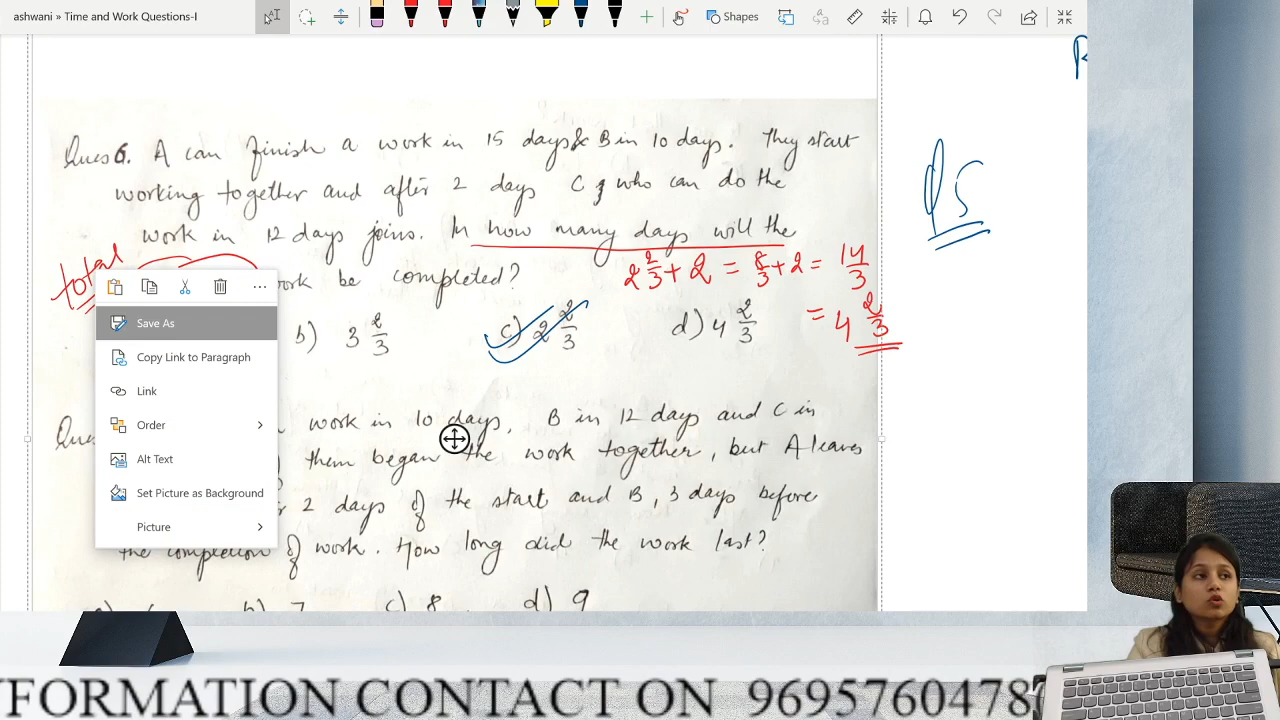 ashwani » Time and Work Questions-I
Shapes
Ques 6. A can finish a work in 15 days & B in 10 days. They start
working together and after 2 days C, who can do the
work in 12 days joins. In how many days will the
total
work be completed?
2 2/3 + 2 = 8/3 + 2 = 14/3
= 4 2/3
b) 3 2/3 c) 2 2/3 d) 4 2/3
Save As
Copy Link to Paragraph
Link
Order
Alt Text
Set Picture as Background
Picture
work in 10 days, B in 12 days and C in
them began the work together, but A leaves
2 days of the start and B, 3 days before
the completion of work. How long did the work last?
b) 7 c) 8 d) 9
NFORMATION CONTACT ON 9695760478